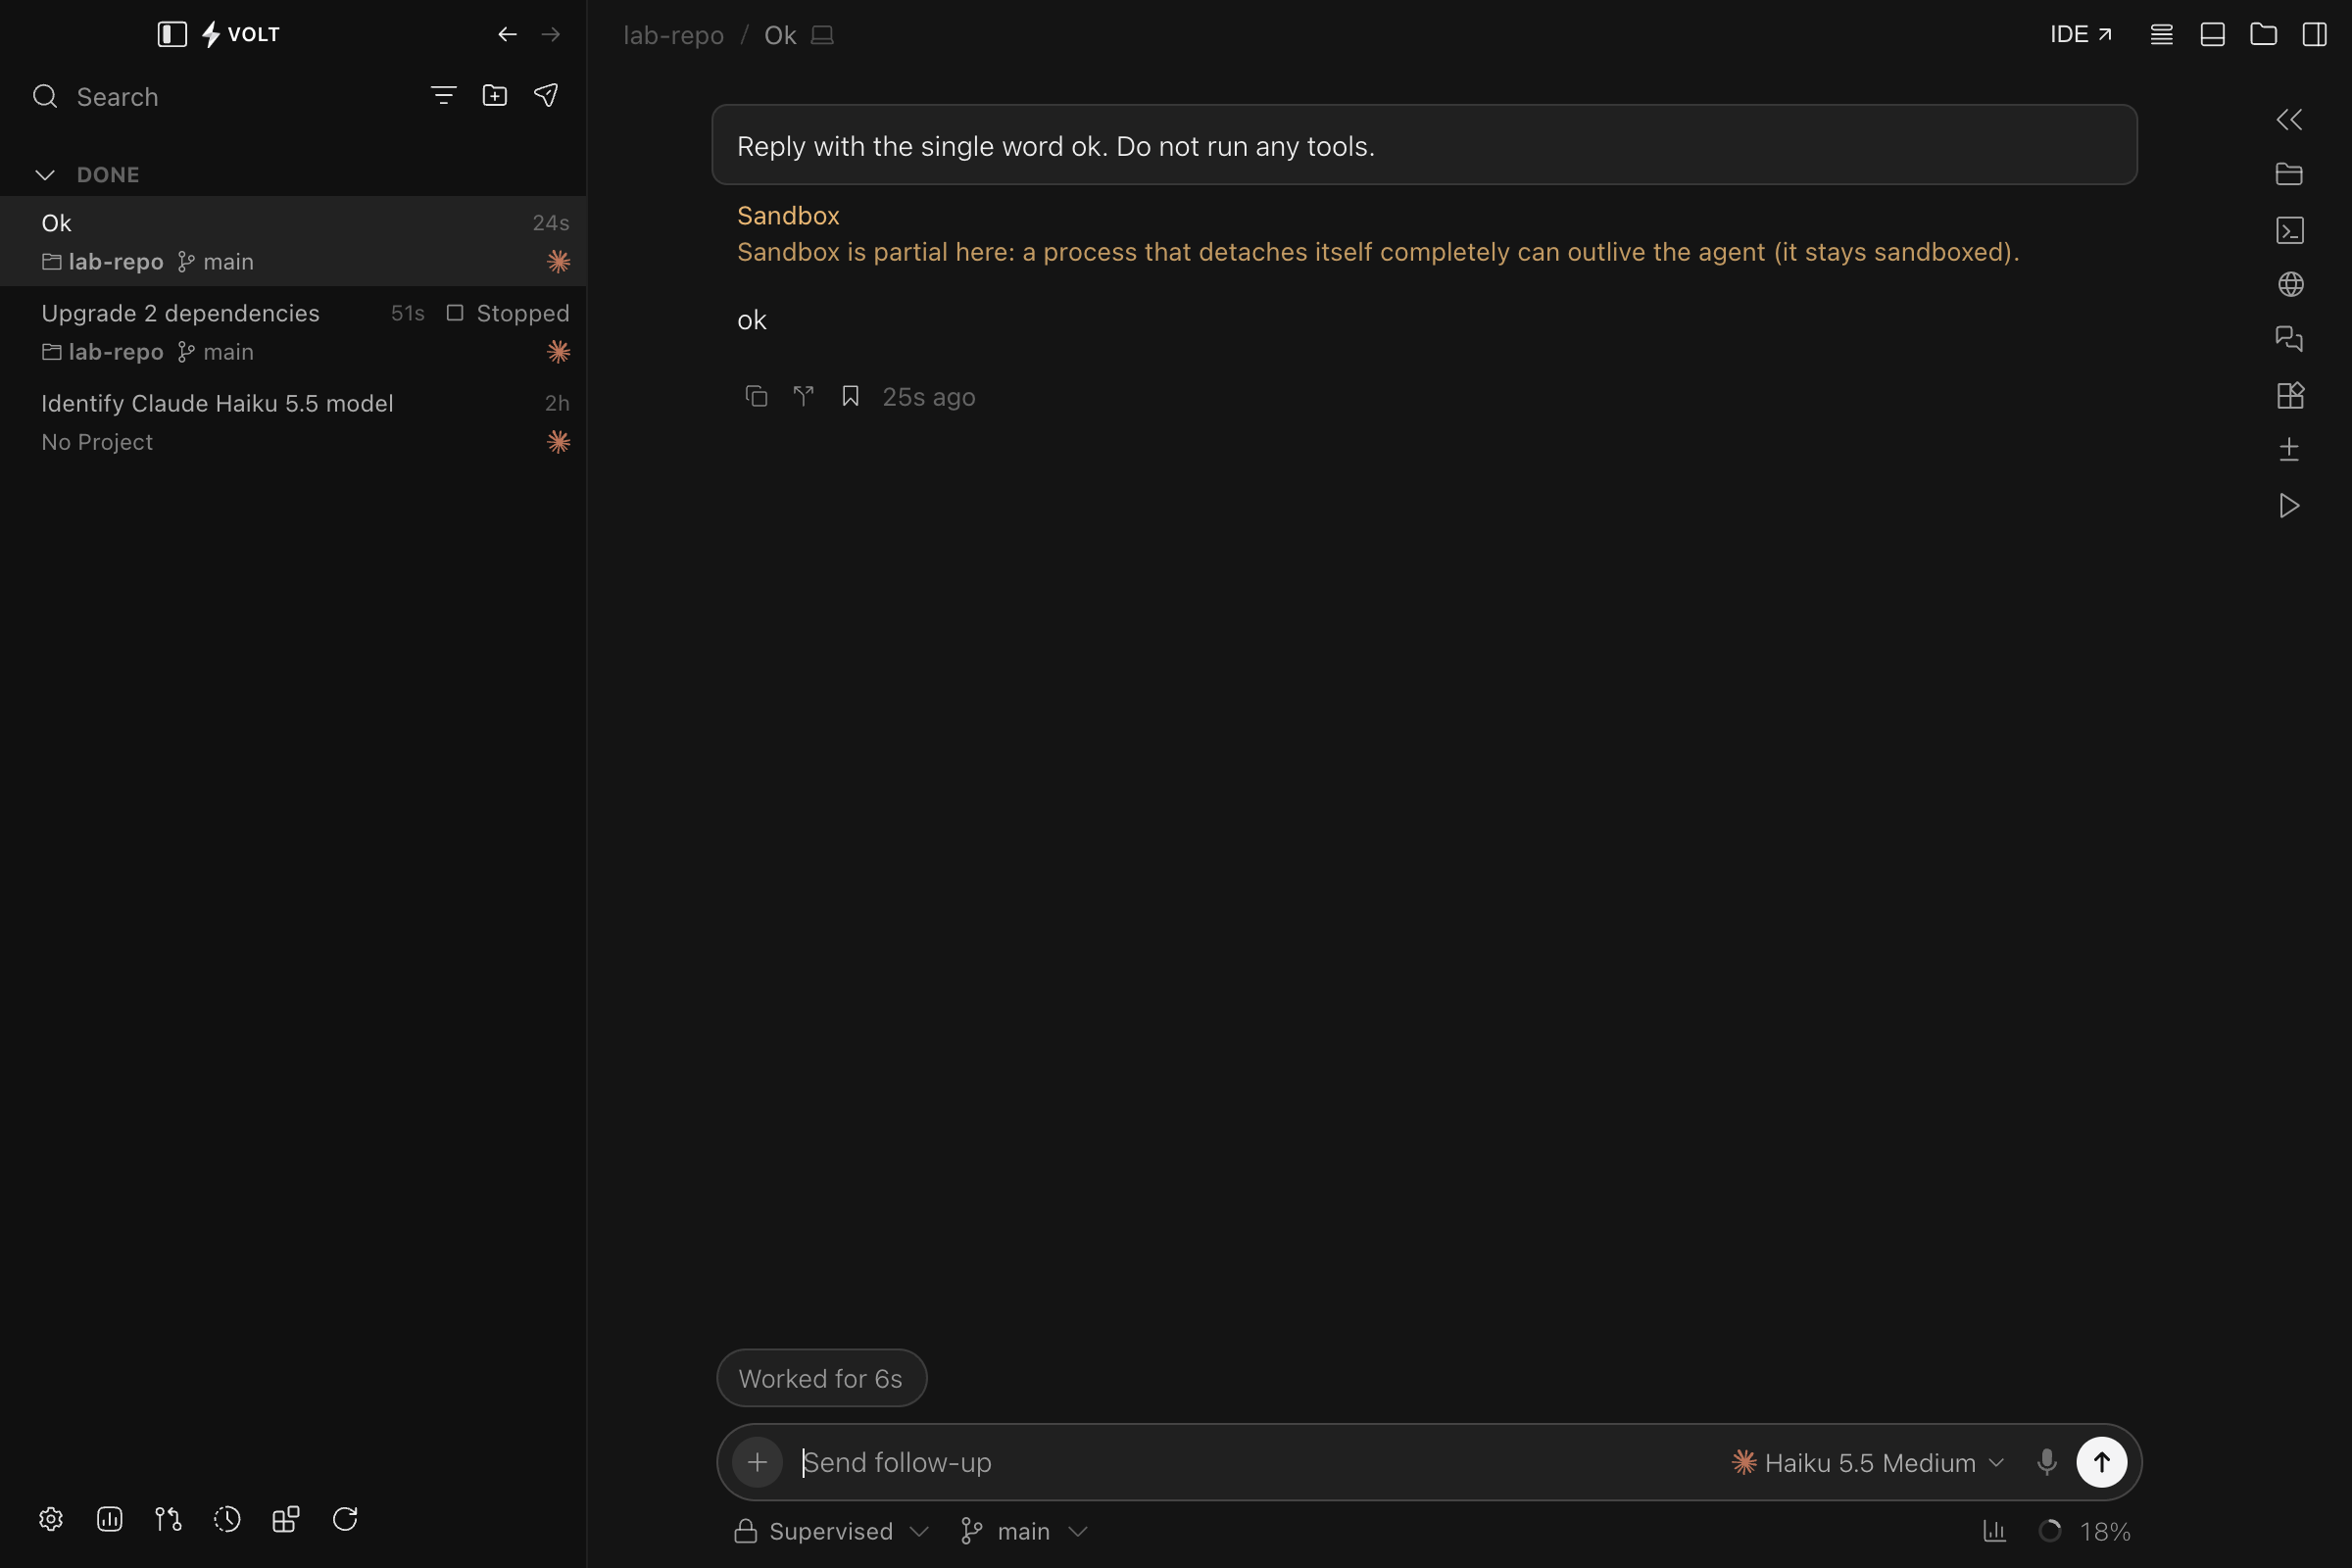 VOLT
Search
DONE
Ok 24s
lab-repo main
Upgrade 2 dependencies 51s Stopped
lab-repo main
Identify Claude Haiku 5.5 model 2h
No Project
lab-repo / Ok
IDE
Reply with the single word ok. Do not run any tools.
Sandbox
Sandbox is partial here: a process that detaches itself completely can outlive the agent (it stays sandboxed).
ok
25s ago
Worked for 6s
Send follow-up
Haiku 5.5 Medium
Supervised main
18%